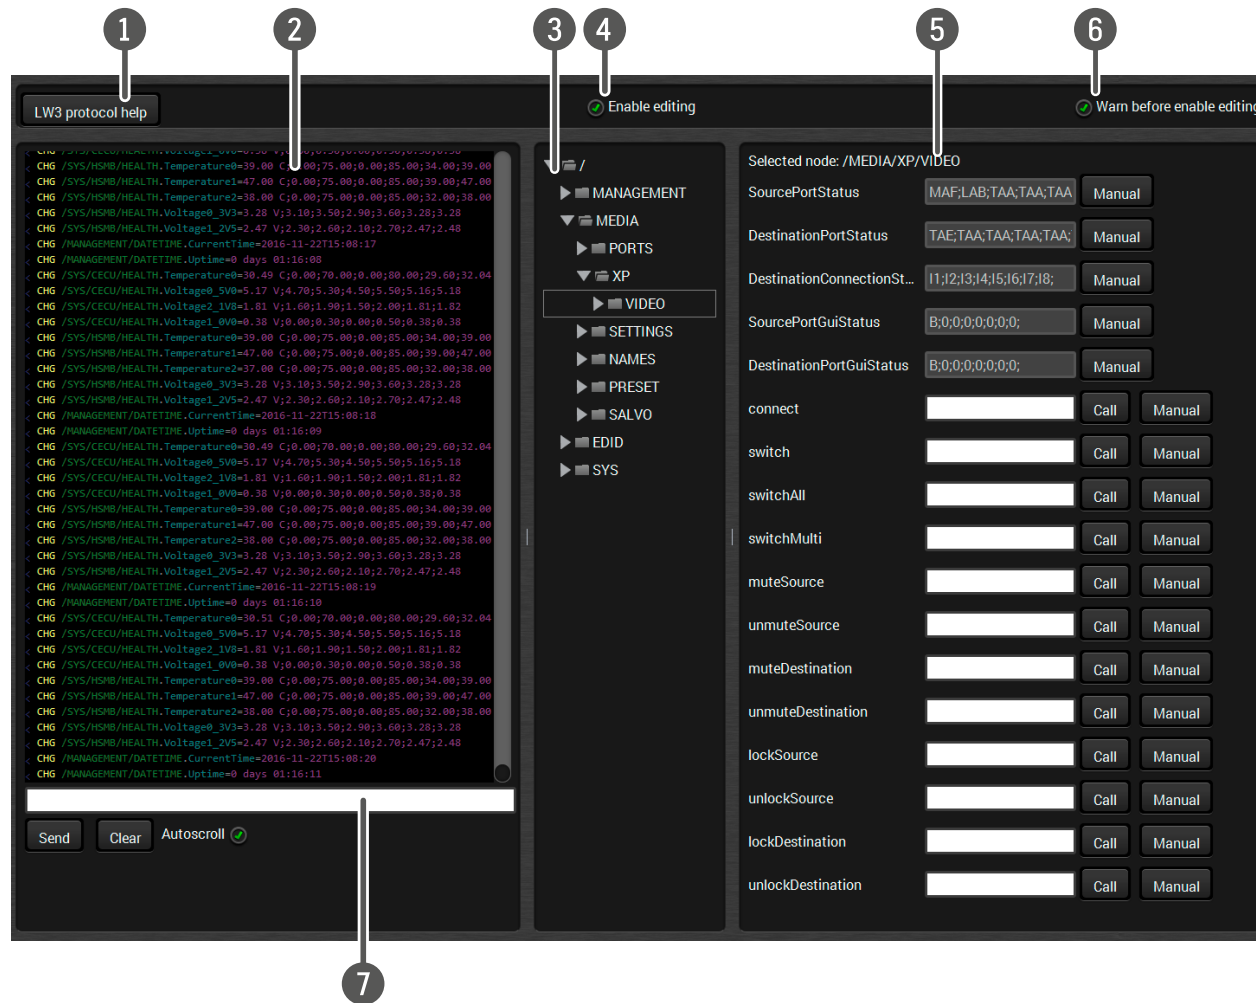 1 2 3 4 5 6
LW3 protocol help
Enable editing
Warn before enable editing
CHG /SYS/HSMB/HEALTH.Temperature0=39.00 C;0.00;75.00;0.00;85.00;34.00;39.00
CHG /SYS/HSMB/HEALTH.Temperature1=47.00 C;0.00;75.00;0.00;85.00;39.00;47.00
CHG /SYS/HSMB/HEALTH.Temperature2=38.00 C;0.00;75.00;0.00;85.00;32.00;38.00
CHG /SYS/HSMB/HEALTH.Voltage0_3V3=3.28 V;3.10;3.50;2.90;3.60;3.28;3.28
CHG /SYS/HSMB/HEALTH.Voltage1_2V5=2.47 V;2.30;2.60;2.10;2.70;2.47;2.48
CHG /MANAGEMENT/DATETIME.CurrentTime=2016-11-22T15:08:17
CHG /MANAGEMENT/DATETIME.Uptime=0 days 01:16:08
CHG /SYS/CECU/HEALTH.Temperature0=30.49 C;0.00;70.00;0.00;80.00;29.60;32.04
CHG /SYS/CECU/HEALTH.Voltage0_5V0=5.17 V;4.70;5.30;4.50;5.50;5.16;5.18
CHG /SYS/CECU/HEALTH.Voltage2_1V8=1.81 V;1.60;1.90;1.50;2.00;1.81;1.82
CHG /SYS/CECU/HEALTH.Voltage1_0V0=0.38 V;0.00;0.30;0.00;0.50;0.38;0.38
CHG /SYS/HSMB/HEALTH.Temperature0=39.00 C;0.00;75.00;0.00;85.00;34.00;39.00
CHG /SYS/HSMB/HEALTH.Temperature1=47.00 C;0.00;75.00;0.00;85.00;39.00;47.00
CHG /SYS/HSMB/HEALTH.Temperature2=37.00 C;0.00;75.00;0.00;85.00;32.00;38.00
CHG /SYS/HSMB/HEALTH.Voltage0_3V3=3.28 V;3.10;3.50;2.90;3.60;3.28;3.28
CHG /SYS/HSMB/HEALTH.Voltage1_2V5=2.47 V;2.30;2.60;2.10;2.70;2.47;2.48
CHG /MANAGEMENT/DATETIME.CurrentTime=2016-11-22T15:08:18
CHG /MANAGEMENT/DATETIME.Uptime=0 days 01:16:09
CHG /SYS/CECU/HEALTH.Temperature0=30.49 C;0.00;70.00;0.00;80.00;29.60;32.04
CHG /SYS/CECU/HEALTH.Voltage0_5V0=5.17 V;4.70;5.30;4.50;5.50;5.16;5.18
CHG /SYS/CECU/HEALTH.Voltage2_1V8=1.81 V;1.60;1.90;1.50;2.00;1.81;1.82
CHG /SYS/CECU/HEALTH.Voltage1_0V0=0.38 V;0.00;0.30;0.00;0.50;0.38;0.38
CHG /SYS/HSMB/HEALTH.Temperature0=39.00 C;0.00;75.00;0.00;85.00;34.00;39.00
CHG /SYS/HSMB/HEALTH.Temperature1=47.00 C;0.00;75.00;0.00;85.00;39.00;47.00
CHG /SYS/HSMB/HEALTH.Temperature2=38.00 C;0.00;75.00;0.00;85.00;32.00;38.00
CHG /SYS/HSMB/HEALTH.Voltage0_3V3=3.28 V;3.10;3.50;2.90;3.60;3.28;3.28
CHG /SYS/HSMB/HEALTH.Voltage1_2V5=2.47 V;2.30;2.60;2.10;2.70;2.47;2.48
CHG /MANAGEMENT/DATETIME.CurrentTime=2016-11-22T15:08:19
CHG /MANAGEMENT/DATETIME.Uptime=0 days 01:16:10
CHG /SYS/CECU/HEALTH.Temperature0=30.51 C;0.00;70.00;0.00;80.00;29.60;32.04
CHG /SYS/CECU/HEALTH.Voltage0_5V0=5.17 V;4.70;5.30;4.50;5.50;5.16;5.18
CHG /SYS/CECU/HEALTH.Voltage2_1V8=1.81 V;1.60;1.90;1.50;2.00;1.81;1.82
CHG /SYS/CECU/HEALTH.Voltage1_0V0=0.38 V;0.00;0.30;0.00;0.50;0.38;0.38
CHG /SYS/HSMB/HEALTH.Temperature0=39.00 C;0.00;75.00;0.00;85.00;34.00;39.00
CHG /SYS/HSMB/HEALTH.Temperature1=47.00 C;0.00;75.00;0.00;85.00;39.00;47.00
CHG /SYS/HSMB/HEALTH.Temperature2=38.00 C;0.00;75.00;0.00;85.00;32.00;38.00
CHG /SYS/HSMB/HEALTH.Voltage0_3V3=3.28 V;3.10;3.50;2.90;3.60;3.28;3.28
CHG /SYS/HSMB/HEALTH.Voltage1_2V5=2.47 V;2.30;2.60;2.10;2.70;2.47;2.48
CHG /MANAGEMENT/DATETIME.CurrentTime=2016-11-22T15:08:20
CHG /MANAGEMENT/DATETIME.Uptime=0 days 01:16:11
Send Clear Autoscroll
/
MANAGEMENT
MEDIA
PORTS
XP
VIDEO
SETTINGS
NAMES
PRESET
SALVO
EDID
SYS
Selected node: /MEDIA/XP/VIDEO
SourcePortStatus MAF;LAB;TAA;TAA;TAA Manual
DestinationPortStatus TAE;TAA;TAA;TAA;TAA; Manual
DestinationConnectionSt... I1;I2;I3;I4;I5;I6;I7;I8; Manual
SourcePortGuiStatus B;0;0;0;0;0;0;0; Manual
DestinationPortGuiStatus B;0;0;0;0;0;0;0; Manual
connect Call Manual
switch Call Manual
switchAll Call Manual
switchMulti Call Manual
muteSource Call Manual
unmuteSource Call Manual
muteDestination Call Manual
unmuteDestination Call Manual
lockSource Call Manual
unlockSource Call Manual
lockDestination Call Manual
unlockDestination Call Manual
7